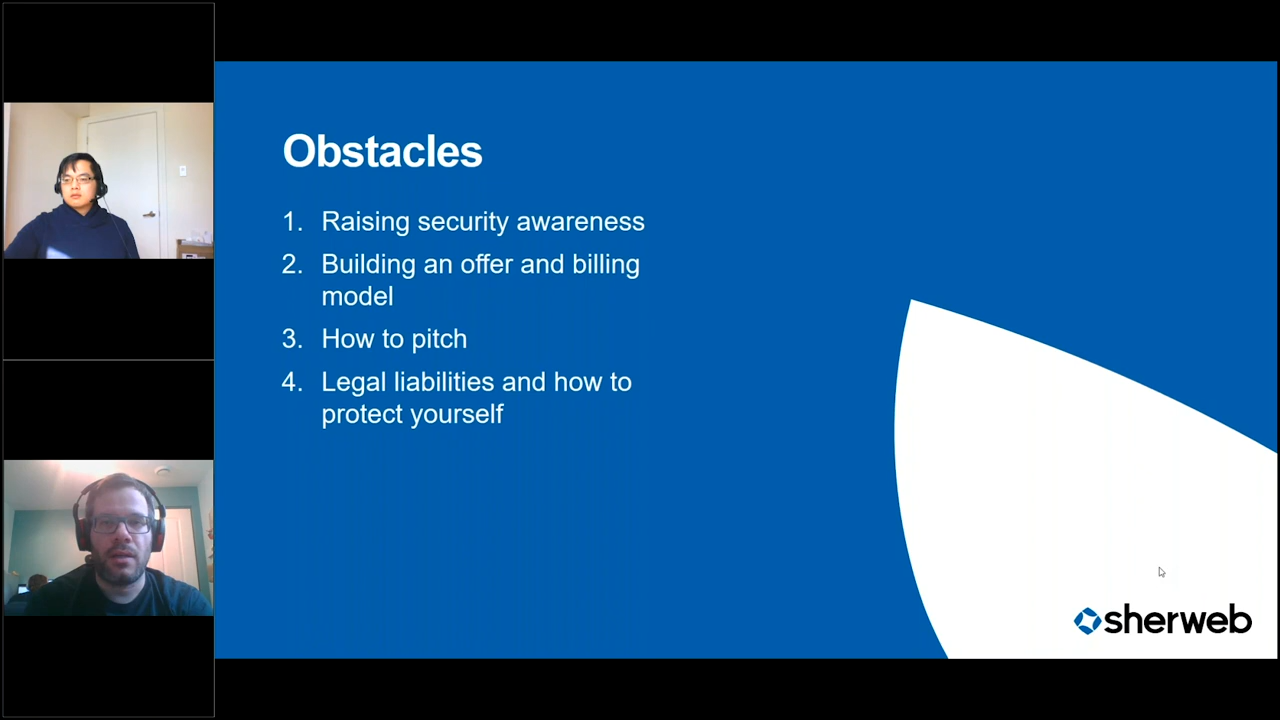 Obstacles
1. Raising security awareness
2. Building an offer and billing
model
3. How to pitch
4. Legal liabilities and how to
protect yourself
sherweb